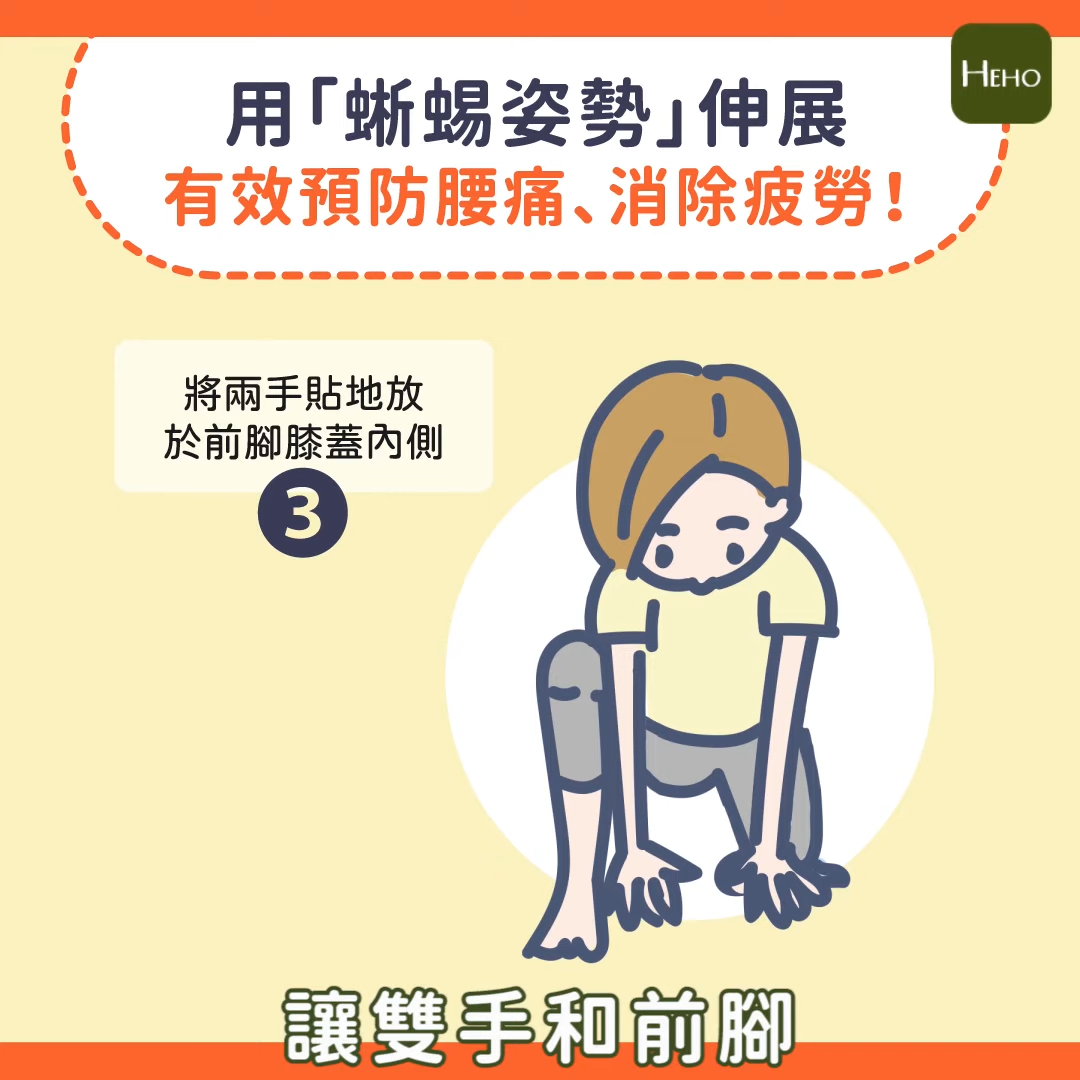 HEHO
用「蜥蜴姿勢」伸展
有效預防腰痛、消除疲勞！
將兩手貼地放
於前腳膝蓋內側
3
讓雙手和前腳